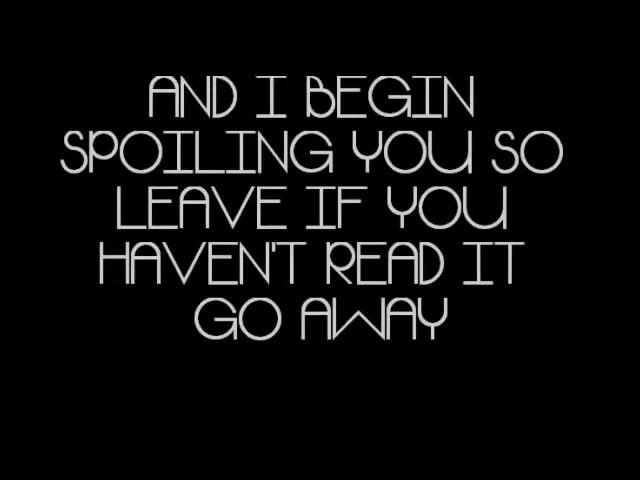 AND I BEGIN
SPOILING YOU SO
LEAVE IF YOU
HAVEN'T READ IT
GO AWAY